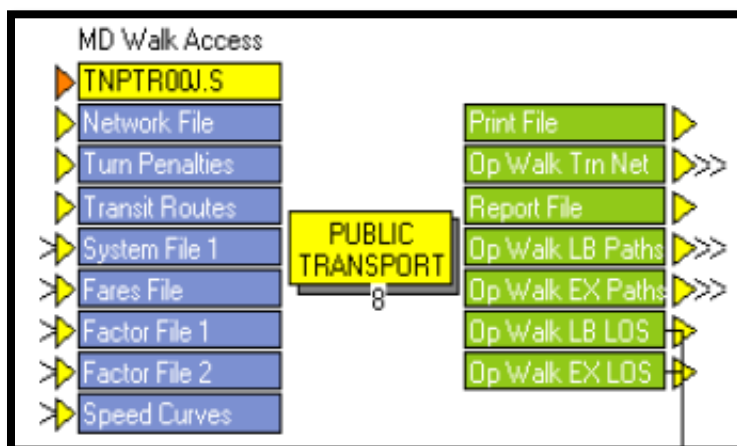 MD Walk Access
TNPTR00J.S
Network File
Turn Penalties
Transit Routes
System File 1
Fares File
Factor File 1
Factor File 2
Speed Curves
PUBLIC
TRANSPORT
8
Print File
Op Walk Trn Net
Report File
Op Walk LB Paths
Op Walk EX Paths
Op Walk LB LOS
Op Walk EX LOS